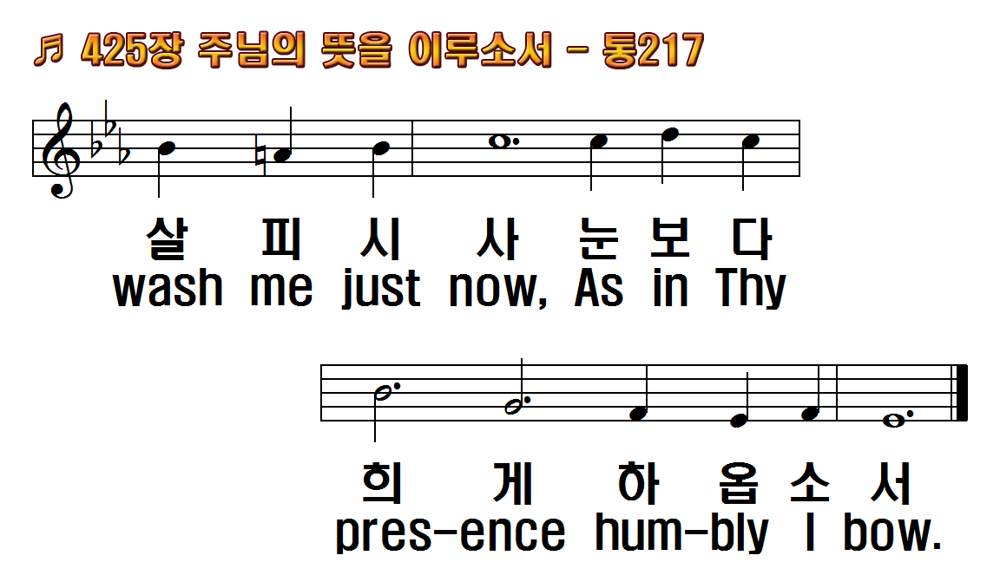 ♬ 425장 주님의 뜻을 이루소서 - 통217
살 피 시 사 눈 보 다
wash me just now, As in Thy
희 게 하 옵 소 서
pres-ence hum-bly I bow.